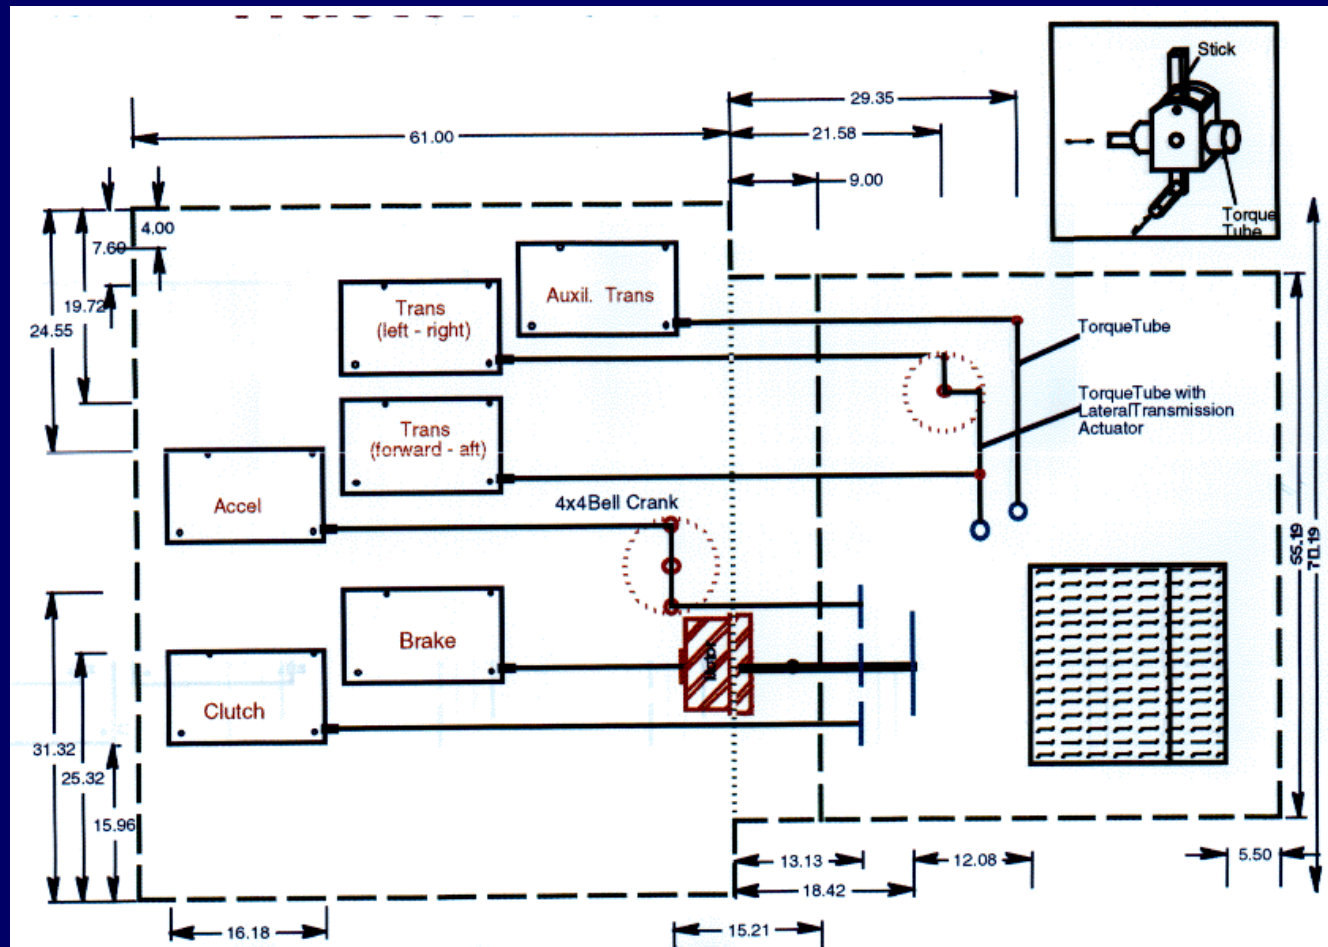 Stick
29.35
61.00
21.58
9.00
4.00
7.60
Torque
Tube
19.72
24.55
Auxil. Trans
Trans
(left - right)
TorqueTube
TorqueTube with
LateralTransmission
Actuator
Trans
(forward - aft)
4x4Bell Crank
Accel
55.19
70.19
Brake
Clutch
31.32
25.32
15.96
13.13
12.08
5.50
18.42
16.18
15.21